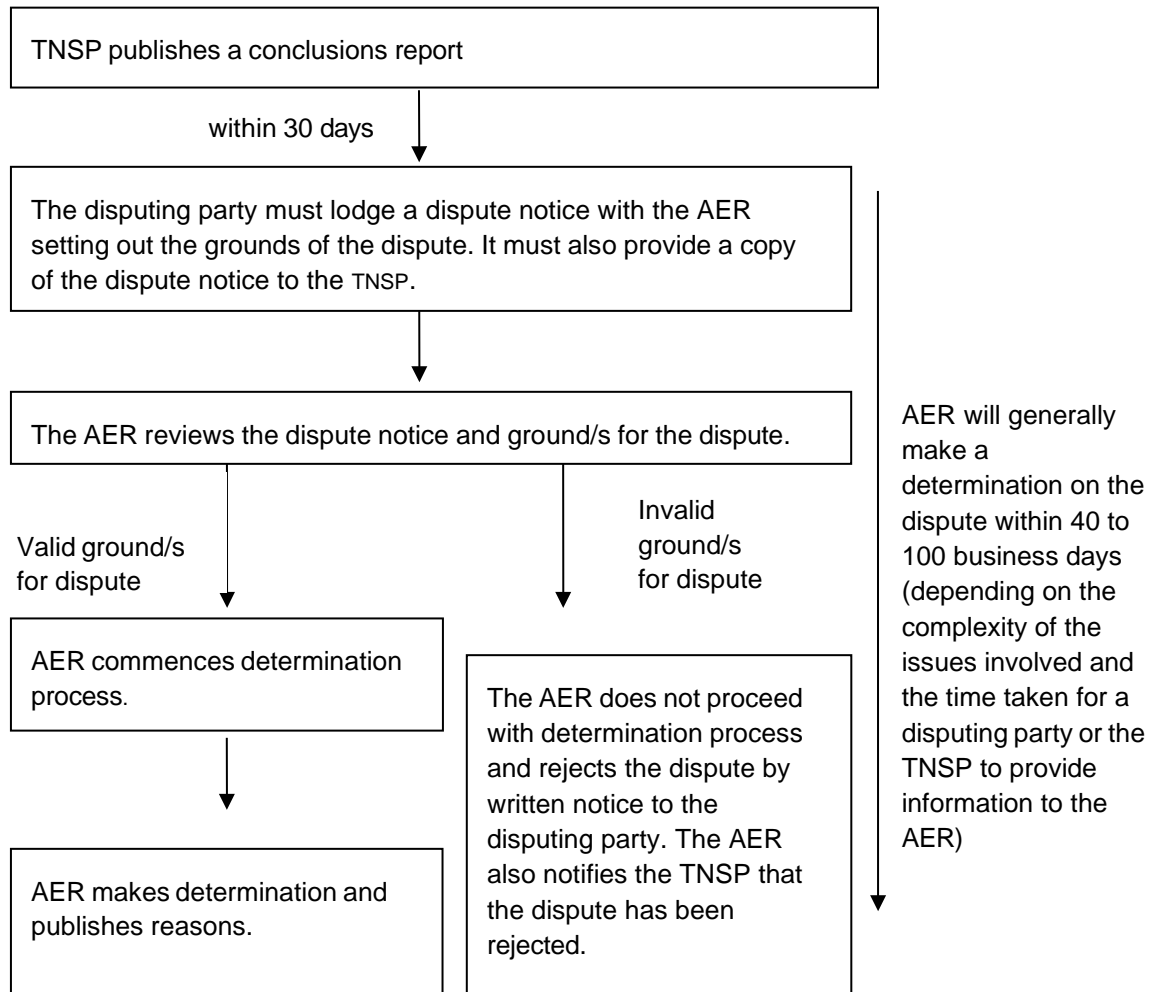 TNSP publishes a conclusions report
within 30 days
The disputing party must lodge a dispute notice with the AER
setting out the grounds of the dispute. It must also provide a copy
of the dispute notice to the TNSP.
The AER reviews the dispute notice and ground/s for the dispute.
Valid ground/s
for dispute
Invalid
ground/s
for dispute
AER commences determination
process.
The AER does not proceed
with determination process
and rejects the dispute by
written notice to the
disputing party. The AER
also notifies the TNSP that
the dispute has been
rejected.
AER makes determination and
publishes reasons.
AER will generally
make a
determination on the
dispute within 40 to
100 business days
(depending on the
complexity of the
issues involved and
the time taken for a
disputing party or the
TNSP to provide
information to the
AER)